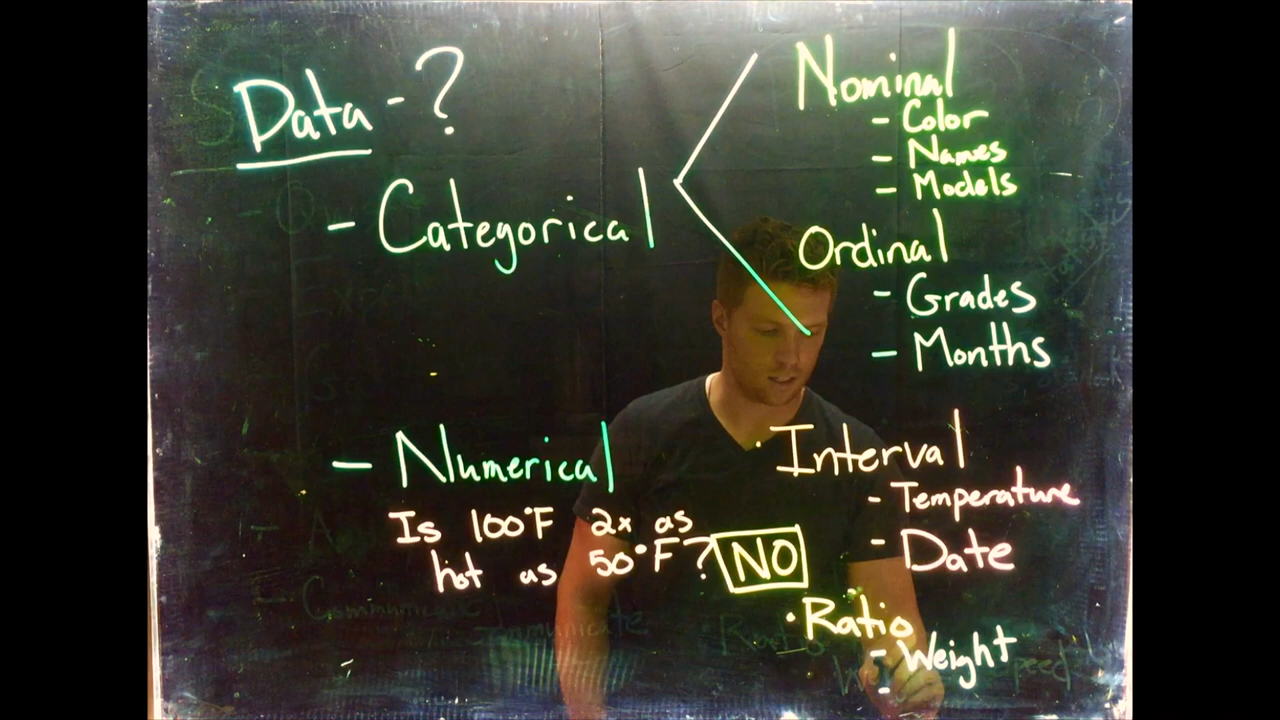 Data - ?
- Categorical
Nominal
- Color
- Names
- Models
Ordinal
- Grades
- Months
- Numerical
Is 100°F 2x as
hot as 50°F? NO
• Interval
- Temperature
- Date
• Ratio
- Weight
-
Communicate